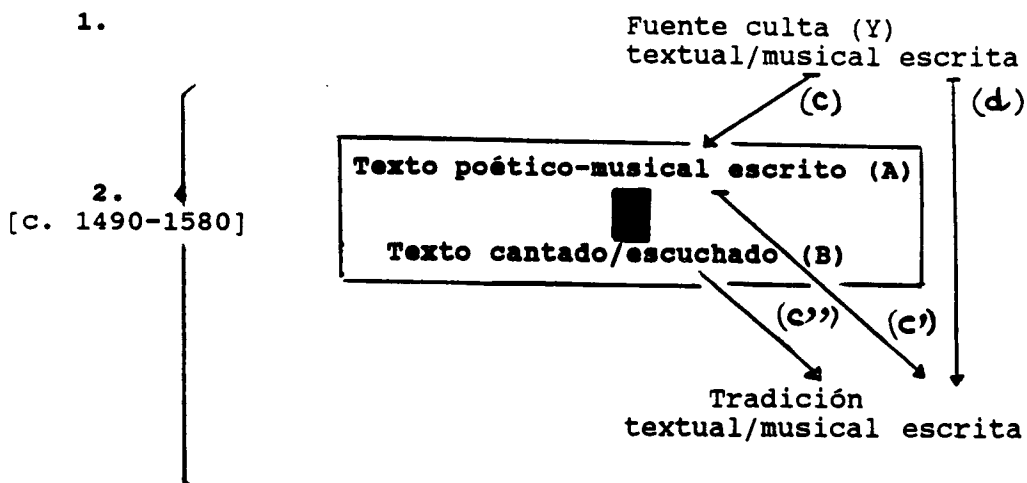 1.
Fuente culta (Y)
textual/musical escrita
(c)
(d)
Texto poético-musical escrito (A)
2.
[c. 1490-1580]
Texto cantado/escuchado (B)
(c'')
(c')
Tradición
textual/musical escrita